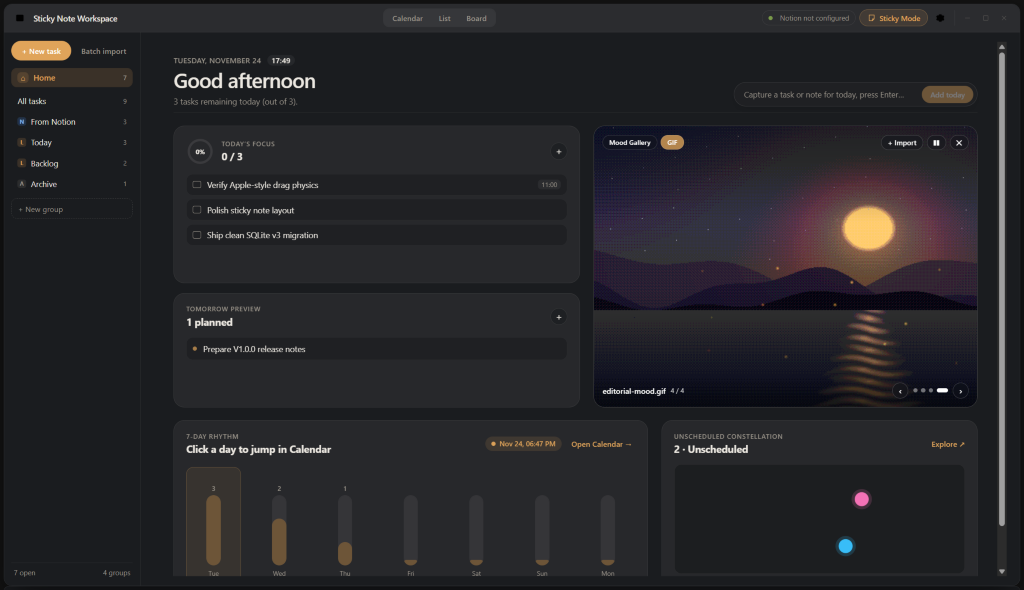 Sticky Note Workspace
Calendar List Board
Notion not configured
Sticky Mode
+ New task Batch import
Home 7
All tasks 9
N From Notion 3
L Today 3
L Backlog 2
A Archive 1
+ New group
7 open 4 groups
TUESDAY, NOVEMBER 24 17:49
Good afternoon
3 tasks remaining today (out of 3).
Capture a task or note for today, press Enter... Add today
0% TODAY'S FOCUS
0 / 3
+
Verify Apple-style drag physics 11:00
Polish sticky note layout
Ship clean SQLite v3 migration
TOMORROW PREVIEW
1 planned
+
Prepare V1.0.0 release notes
Mood Gallery GIF + Import
editorial-mood.gif 4 / 4
7-DAY RHYTHM
Click a day to jump in Calendar
Nov 24, 06:47 PM Open Calendar →
3 2 1
Tue Wed Thu Fri Sat Sun Mon
UNSCHEDULED CONSTELLATION
2 · Unscheduled
Explore ↗